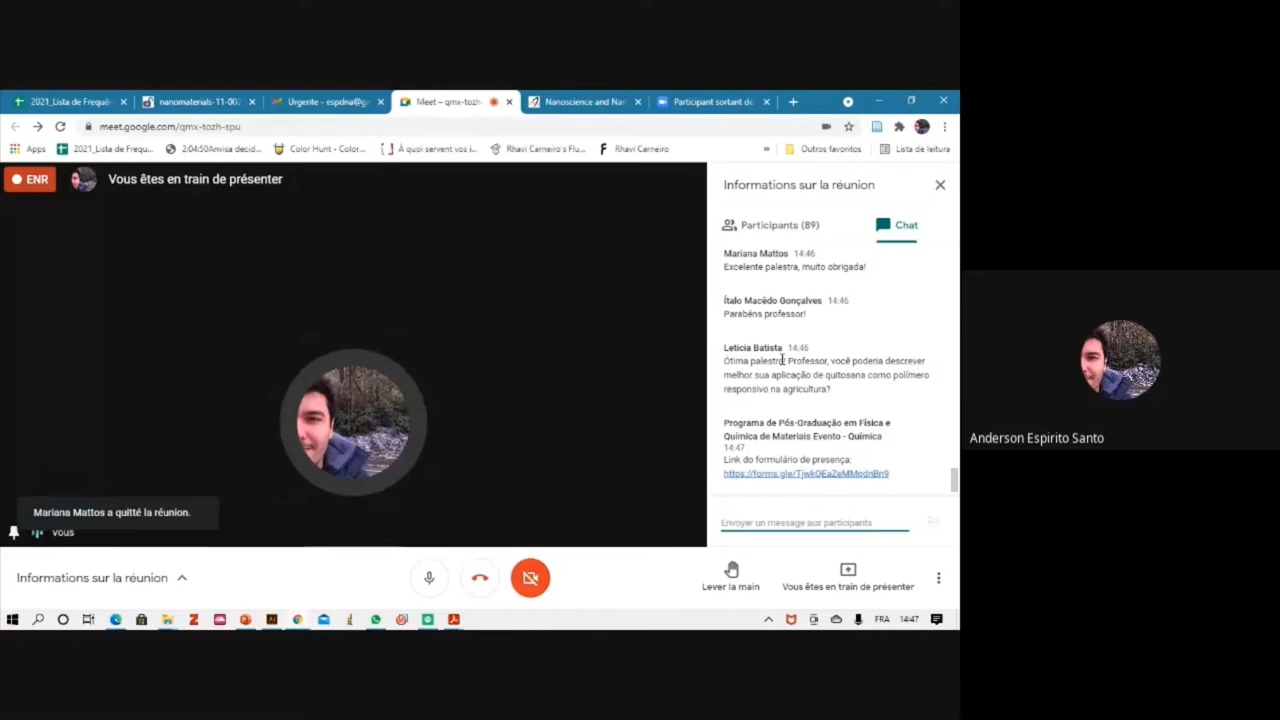 2021_Lista de Frequên
nanomaterials-11-002
Urgente - espdna@gm
Meet – qmx-tozh-
Nanoscience and Nan
Participant sortant de
meet.google.com/qmx-tozh-spu
Apps
2021_Lista de Frequ...
2:04:50Anvisa decid...
Color Hunt - Color...
À quoi servent vos i...
Rhavi Carneiro's Flu...
Rhavi Carneiro
»
Outros favoritos
Lista de leitura
ENR
Vous êtes en train de présenter
Informations sur la réunion
Participants (89)
Chat
Mariana Mattos 14:46
Excelente palestra, muito obrigada!
Ítalo Macêdo Gonçalves 14:46
Parabéns professor!
Leticia Batista 14:46
Ótima palestra! Professor, você poderia descrever
melhor sua aplicação de quitosana como polímero
responsivo na agricultura?
Programa de Pós-Graduação em Física e
Química de Materiais Evento - Química
14:47
Link do formulário de presença:
https://forms.gle/TjwkQEaZeMMqdnBn9
Envoyer un message aux participants
Mariana Mattos a quitté la réunion.
Vous
Informations sur la réunion
Lever la main
Vous êtes en train de présenter
FRA
14:47
Anderson Espirito Santo